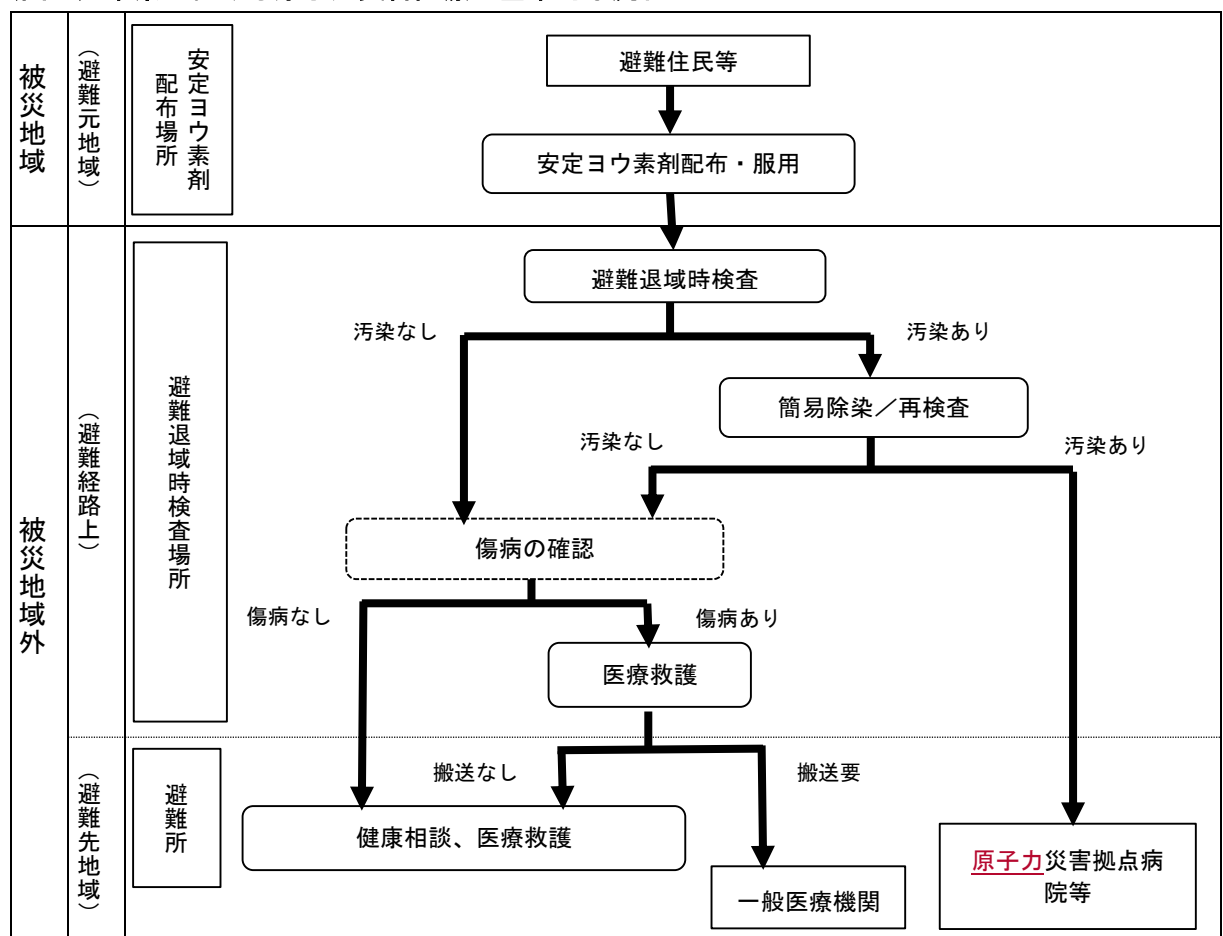 被災地域
（避難元地域）
安定ヨウ素剤
配布場所
避難住民等
安定ヨウ素剤配布・服用
被災地域外
（避難経路上）
避難退域時検査場所
避難退域時検査
汚染なし
汚染あり
簡易除染／再検査
汚染なし
汚染あり
傷病の確認
傷病なし
傷病あり
医療救護
（避難先地域）
避難所
搬送なし
搬送要
健康相談、医療救護
一般医療機関
原子力災害拠点病
院等